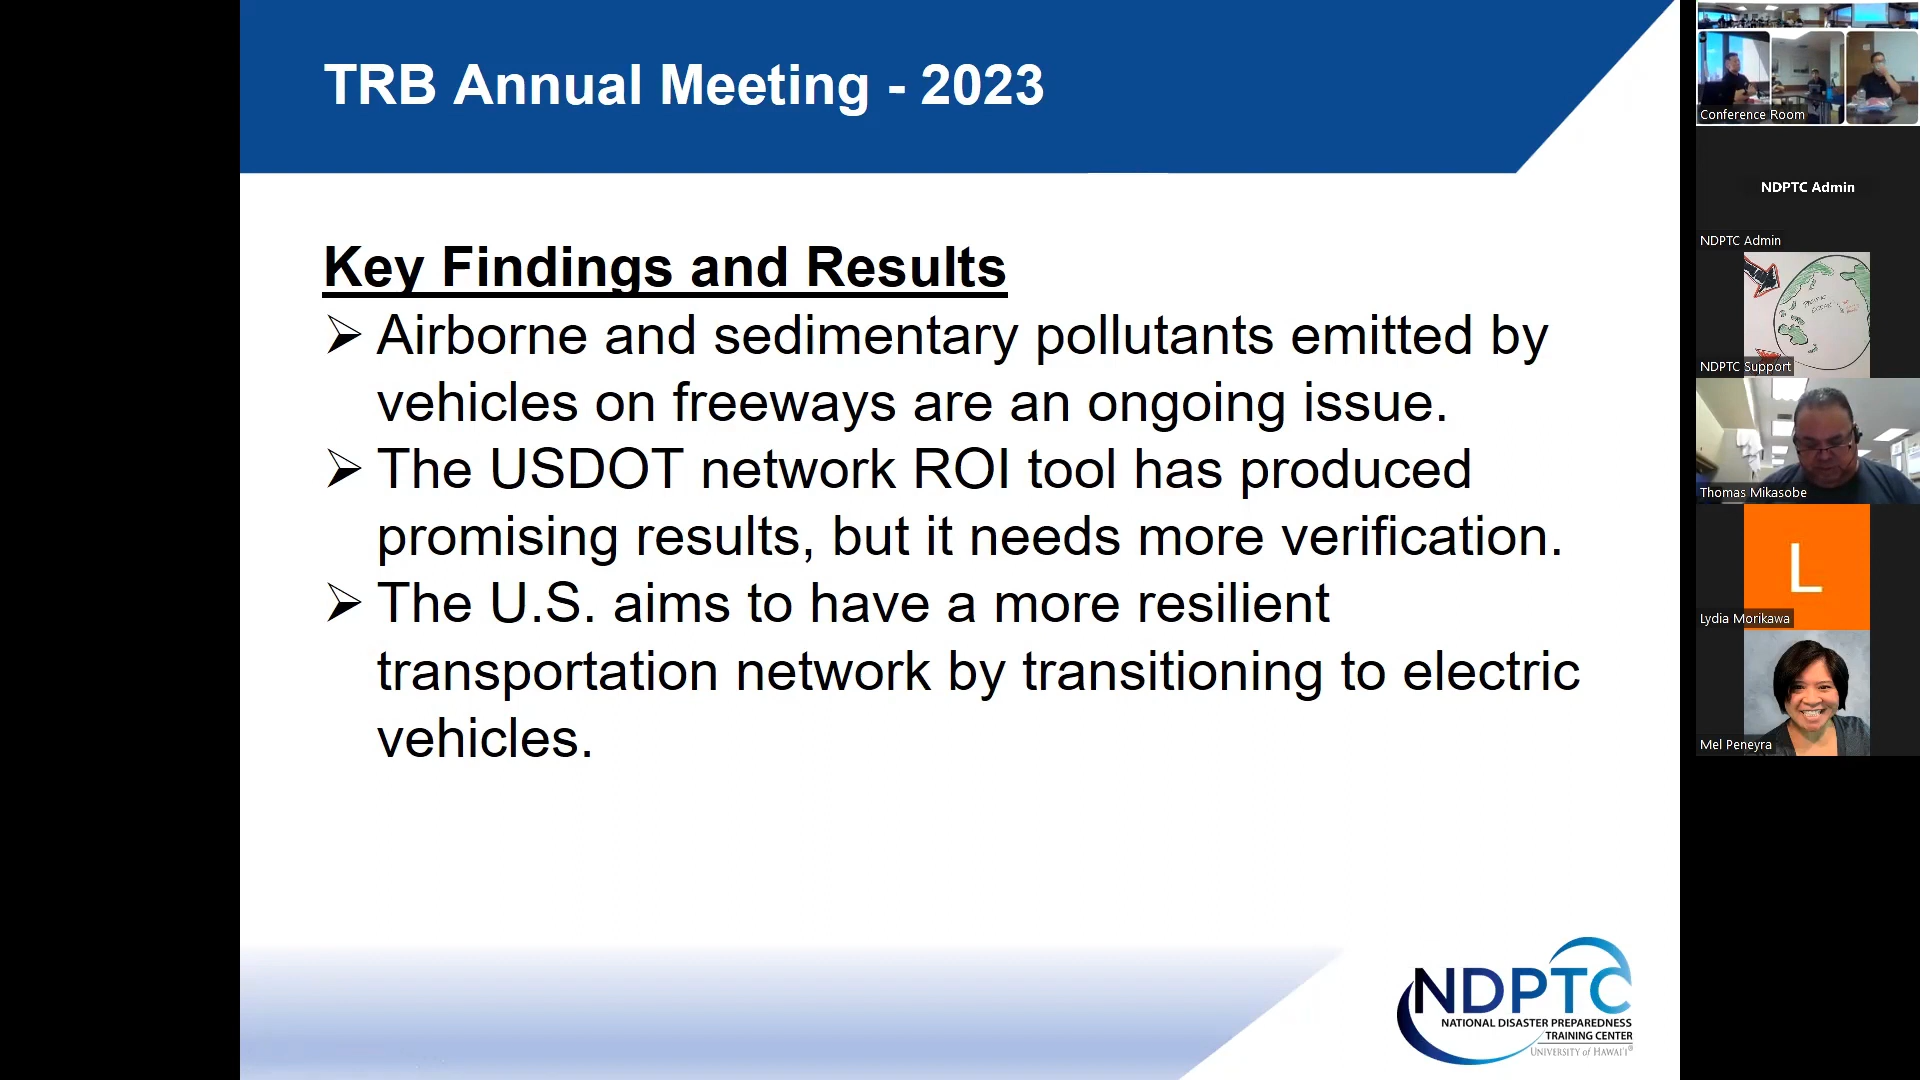 TRB Annual Meeting - 2023
Key Findings and Results
➢ Airborne and sedimentary pollutants emitted by
vehicles on freeways are an ongoing issue.
➢ The USDOT network ROI tool has produced
promising results, but it needs more verification.
➢ The U.S. aims to have a more resilient
transportation network by transitioning to electric
vehicles.
NDPTC
NATIONAL DISASTER PREPAREDNESS
TRAINING CENTER
UNIVERSITY of HAWAI'I®
Conference Room
NDPTC Admin
NDPTC Admin
NDPTC Support
Thomas Mikasobe
L
Lydia Morikawa
Mel Peneyra